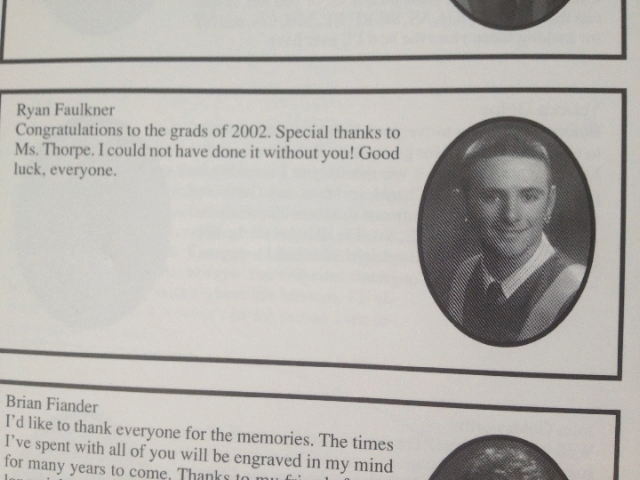 Ryan Faulkner
Congratulations to the grads of 2002. Special thanks to
Ms. Thorpe. I could not have done it without you! Good
luck, everyone.
Brian Fiander
I'd like to thank everyone for the memories. The times
I've spent with all of you will be engraved in my mind
for many years to come. Thanks to my